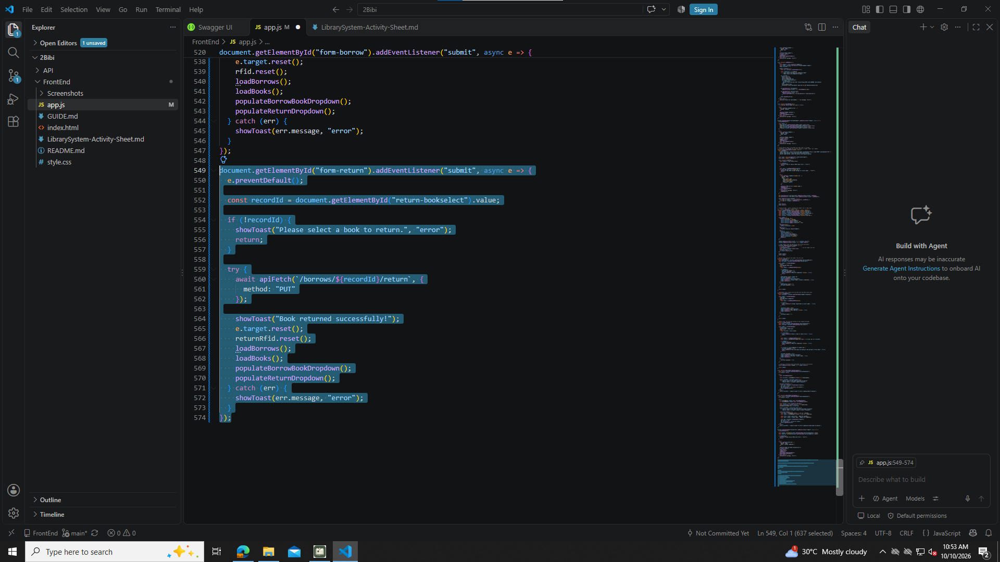 File Edit Selection View Go Run Terminal Help
2Bibi
Sign In
Explorer
Open Editors 1 unsaved
2Bibi
API
FrontEnd
Screenshots
JS app.js M
GUIDE.md
<> index.html
LibrarySystem-Activity-Sheet.md
README.md
# style.css
Outline
Timeline
Swagger UI
JS app.js M
LibrarySystem-Activity-Sheet.md
FrontEnd > JS app.js > ...
520 document.getElementById("form-borrow").addEventListener("submit", async e => {
538 e.target.reset();
539 rfid.reset();
540 loadBorrows();
541 loadBooks();
542 populateBorrowBookDropdown();
543 populateReturnDropdown();
544 } catch (err) {
545 showToast(err.message, "error");
546 }
547 });
548
549 document.getElementById("form-return").addEventListener("submit", async e => {
550 e.preventDefault();
551
552 const recordId = document.getElementById("return-bookselect").value;
553
554 if (!recordId) {
555 showToast("Please select a book to return.", "error");
556 return;
557 }
558
559 try {
560 await apiFetch(`/borrows/${recordId}/return`, {
561 method: "PUT"
562 });
563
564 showToast("Book returned successfully!");
565 e.target.reset();
566 returnRfid.reset();
567 loadBorrows();
568 loadBooks();
569 populateBorrowBookDropdown();
570 populateReturnDropdown();
571 } catch (err) {
572 showToast(err.message, "error");
573 }
574 });
Chat
Build with Agent
AI responses may be inaccurate
Generate Agent Instructions to onboard AI
onto your codebase.
JS app.js:549-574
Describe what to build
Agent Models
Local Default permissions
FrontEnd main* 0 0
Not Committed Yet Ln 549, Col 1 (637 selected) Spaces: 4 UTF-8 CRLF { } JavaScript
Type here to search
1 30°C Mostly cloudy
10:53 AM
10/10/2026
2